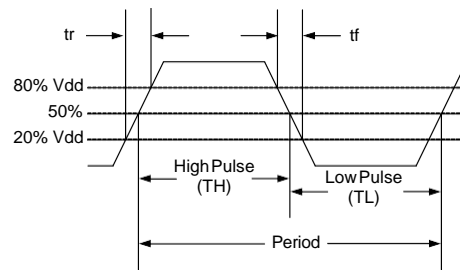 tr
tf
80% Vdd
50%
20% Vdd
High Pulse
(TH)
Low Pulse
(TL)
Period